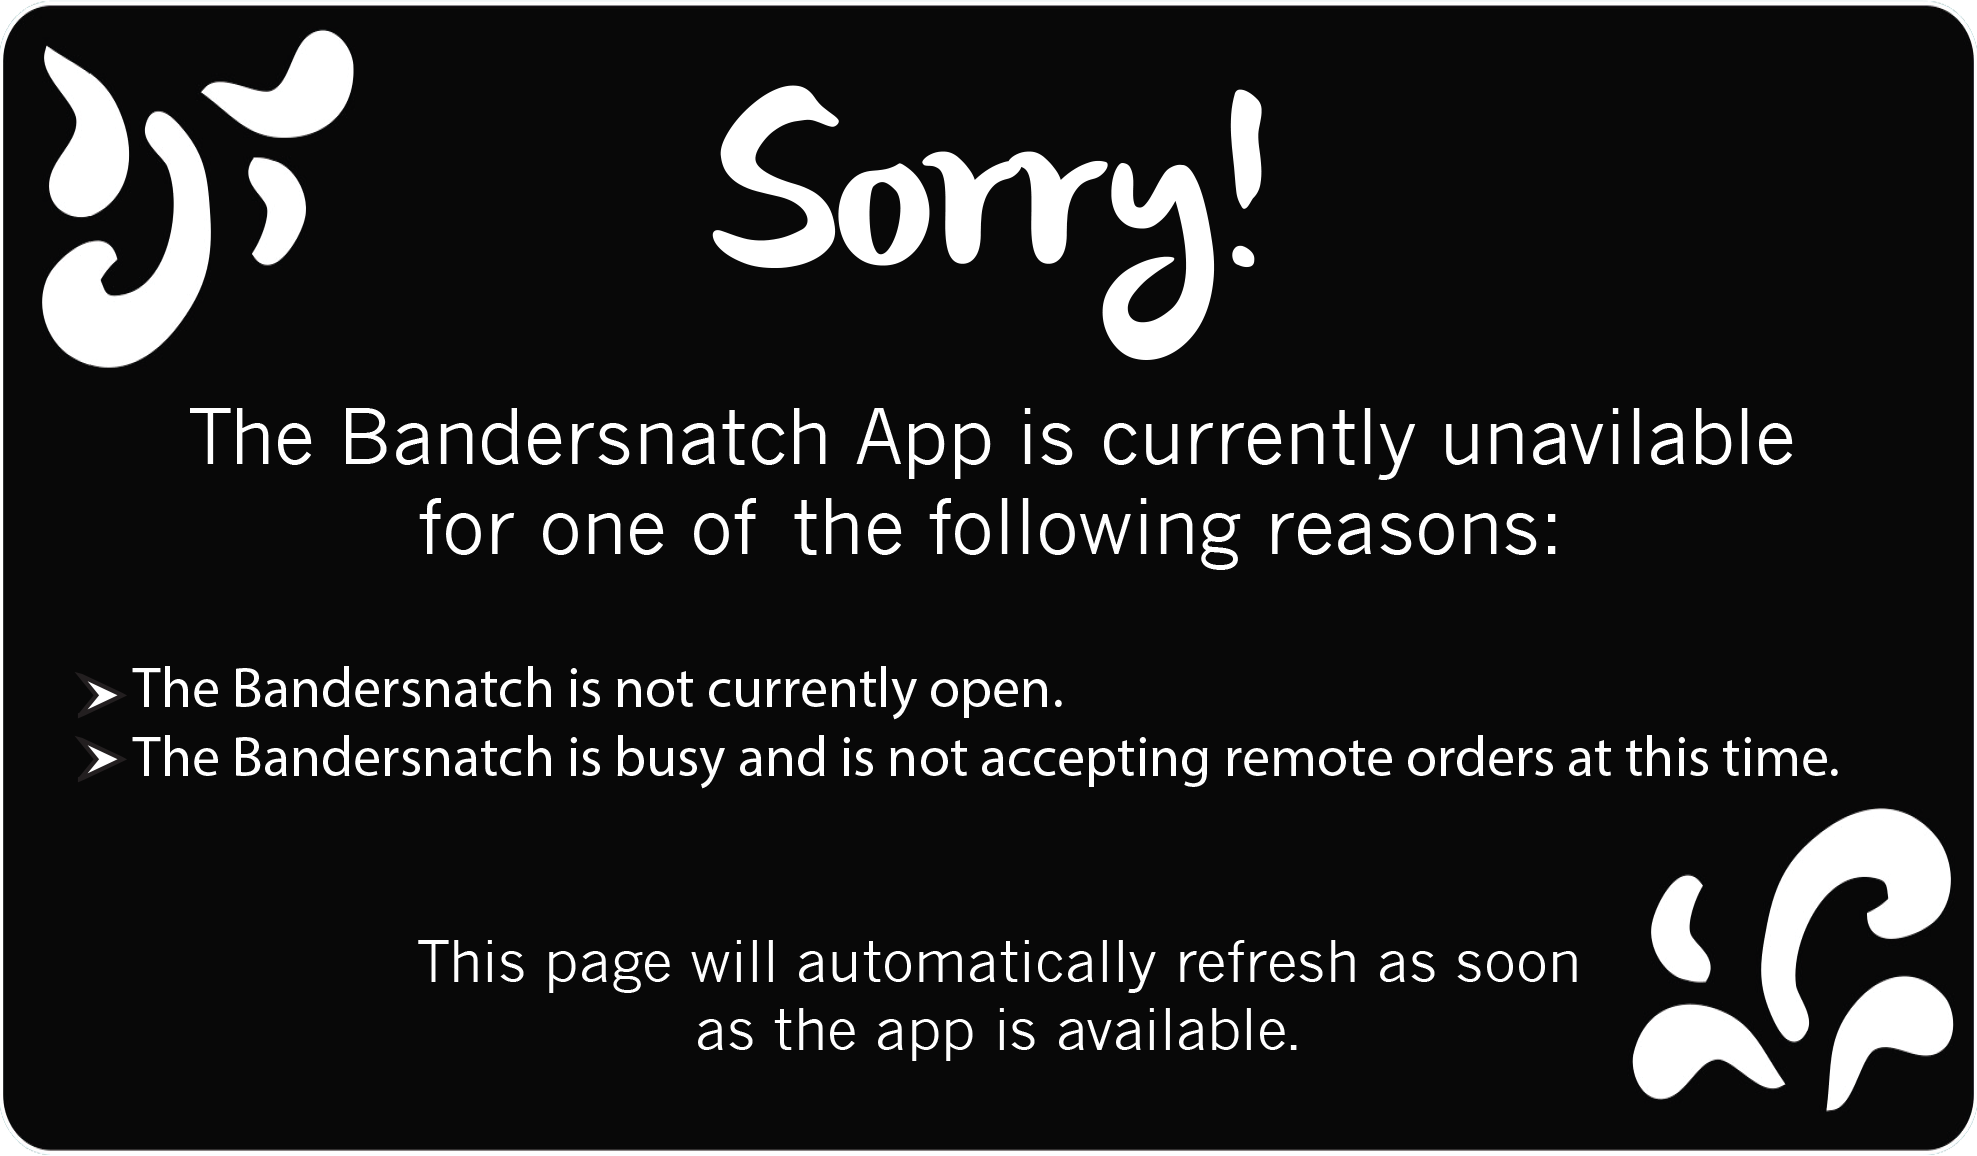 Sorry!
The Bandersnatch App is currently unavilable
for one of the following reasons:
The Bandersnatch is not currently open.
The Bandersnatch is busy and is not accepting remote orders at this time.
This page will automatically refresh as soon
as the app is available.